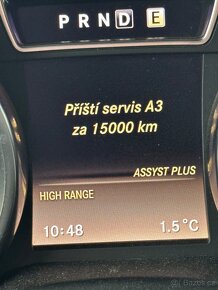 P R N D E
Příští servis A3
za 15000 km
ASSYST PLUS
HIGH RANGE
10:48 1.5°C